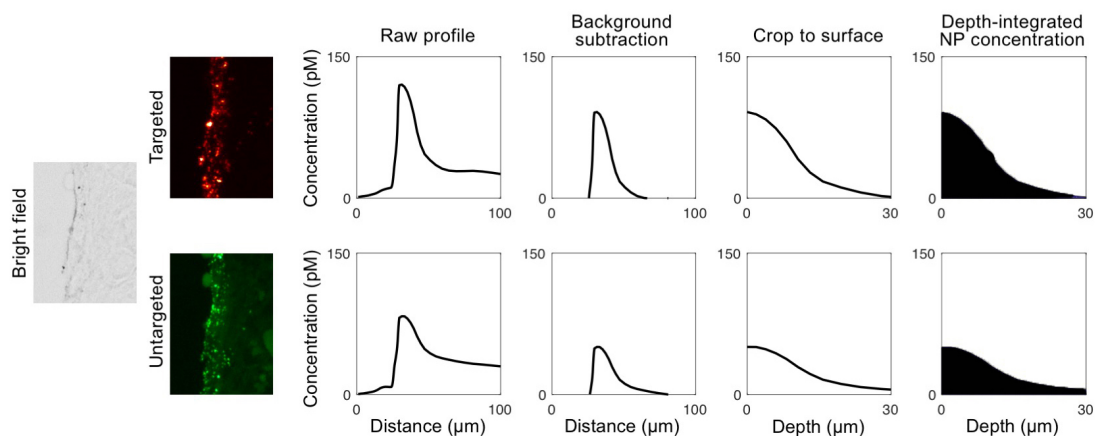 Raw profile
Background
subtraction
Crop to surface
Depth-integrated
NP concentration
Bright field
Targeted
Concentration (pM)
150
0
0
100
150
0
0
100
150
0
0
30
150
0
0
30
Untargeted
Concentration (pM)
150
0
0
100
Distance (µm)
150
0
0
100
Distance (µm)
150
0
0
30
Depth (µm)
150
0
0
30
Depth (µm)